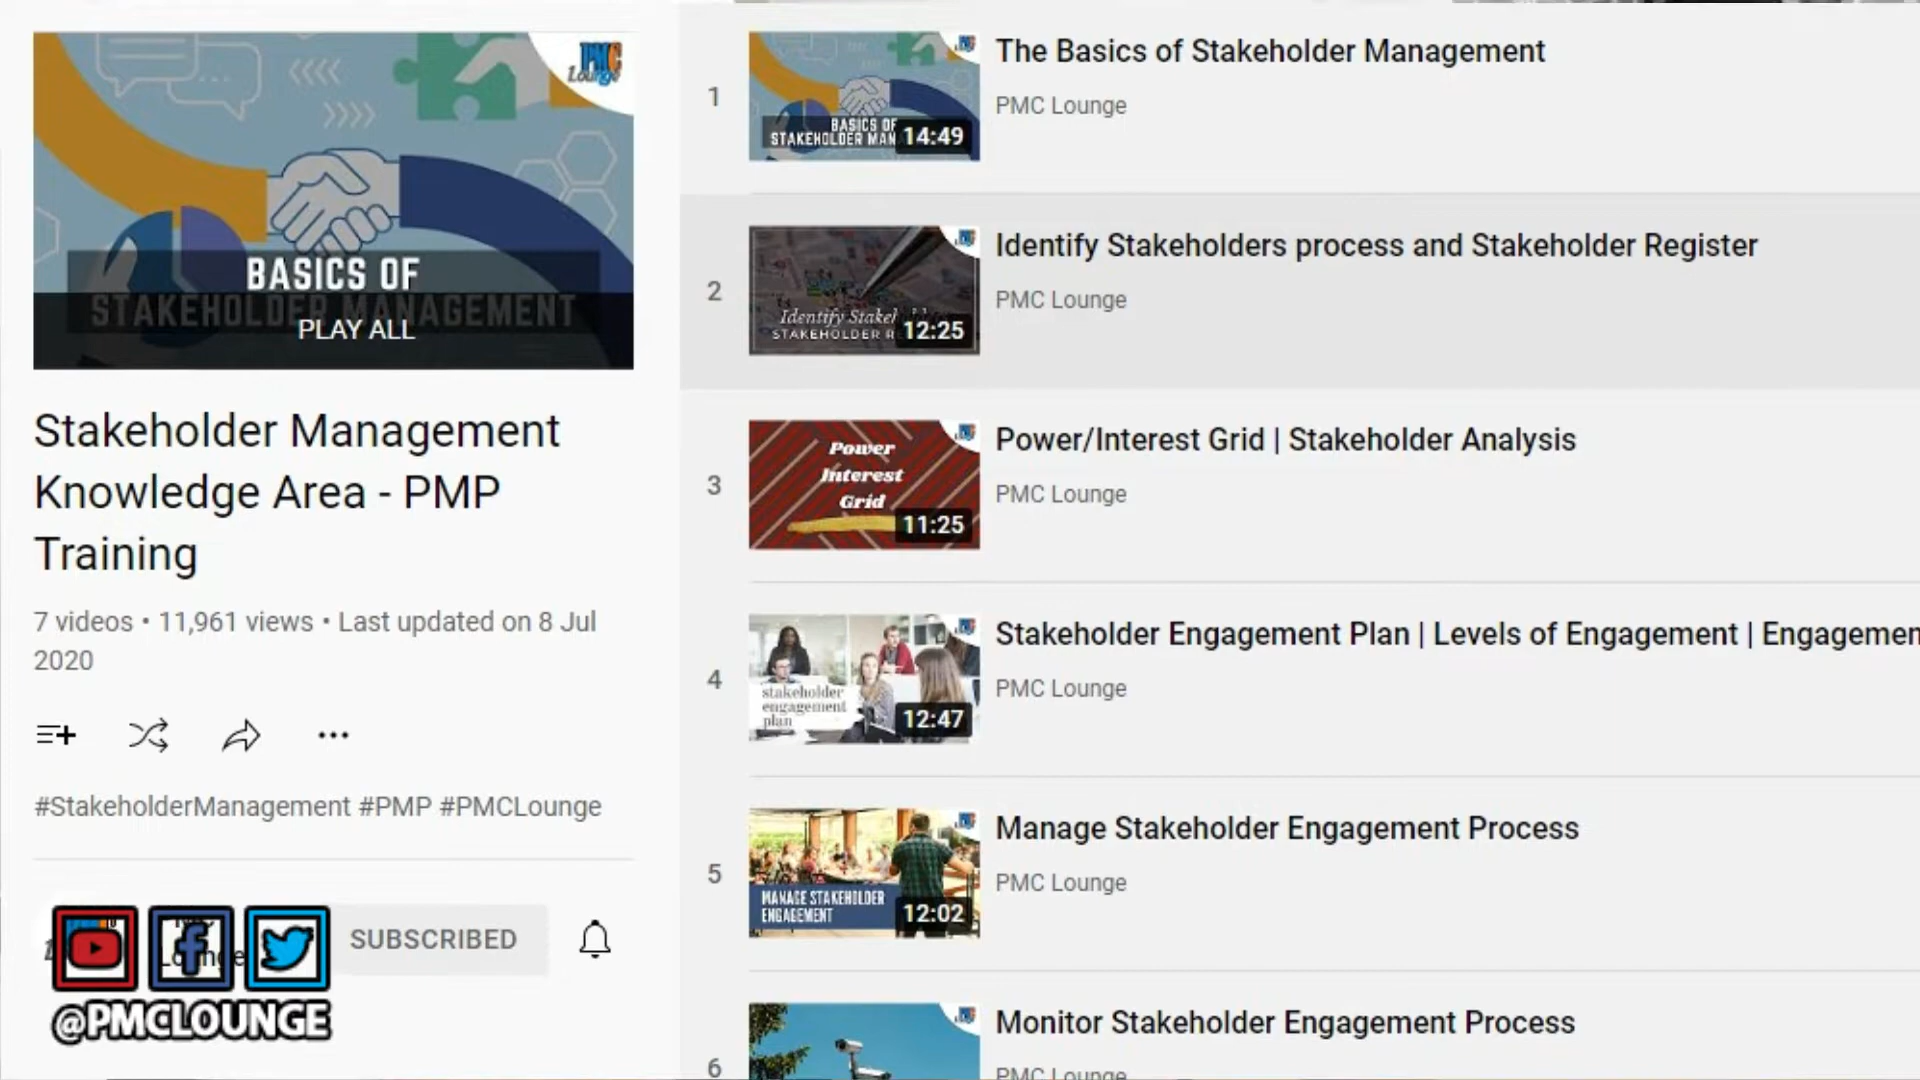 PMC
Lounge
BASICS OF
STAKEHOLDER MANAGEMENT
PLAY ALL
Stakeholder Management
Knowledge Area - PMP
Training
7 videos • 11,961 views • Last updated on 8 Jul
2020
#StakeholderManagement #PMP #PMCLounge
SUBSCRIBED
@PMCLOUNGE
1
BASICS OF
STAKEHOLDER MAN
14:49
The Basics of Stakeholder Management
PMC Lounge
2
Identify Stakeh
STAKEHOLDER R
12:25
Identify Stakeholders process and Stakeholder Register
PMC Lounge
3
Power
Interest
Grid
11:25
Power/Interest Grid | Stakeholder Analysis
PMC Lounge
4
stakeholder
engagement
plan
12:47
Stakeholder Engagement Plan | Levels of Engagement | Engagemen
PMC Lounge
5
MANAGE STAKEHOLDER
ENGAGEMENT
12:02
Manage Stakeholder Engagement Process
PMC Lounge
6
Monitor Stakeholder Engagement Process
PMC Lounge